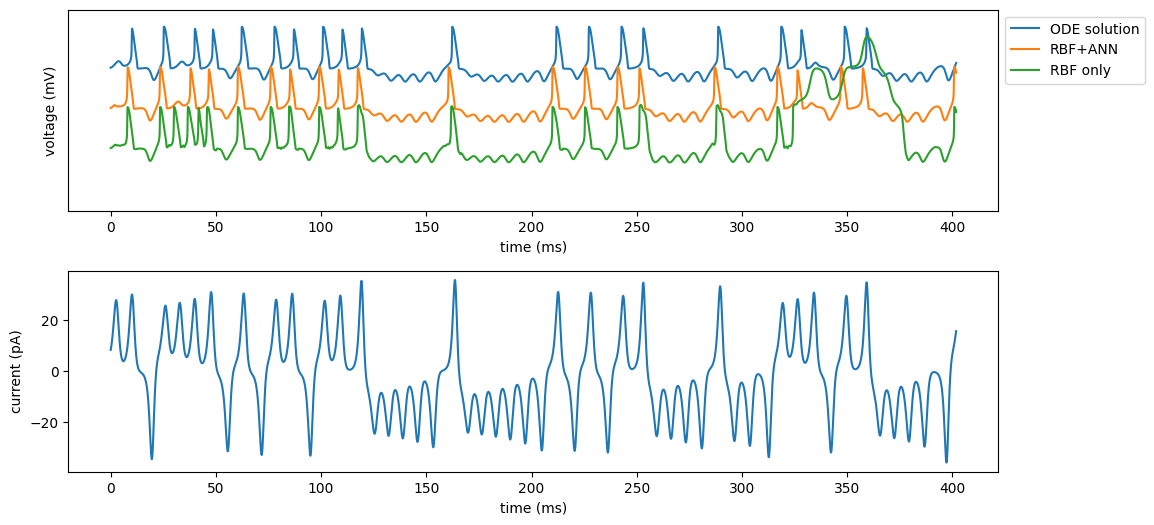 voltage (mV)
0 50 100 150 200 250 300 350 400
time (ms)
ODE solution
RBF+ANN
RBF only
current (pA)
20
0
−20
0 50 100 150 200 250 300 350 400
time (ms)